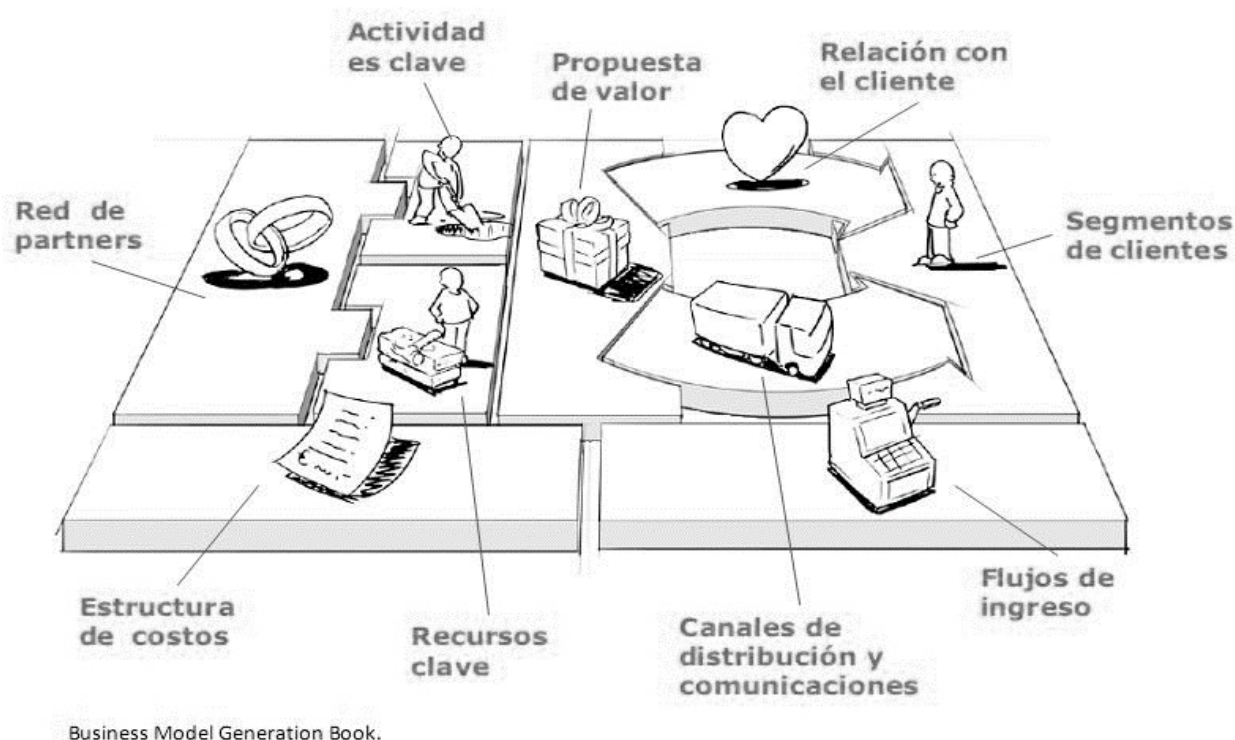 Actividad
es clave
Propuesta
de valor
Relación con
el cliente
Red de
partners
Segmentos
de clientes
Estructura
de costos
Recursos
clave
Canales de
distribución y
comunicaciones
Flujos de
ingreso
Business Model Generation Book.